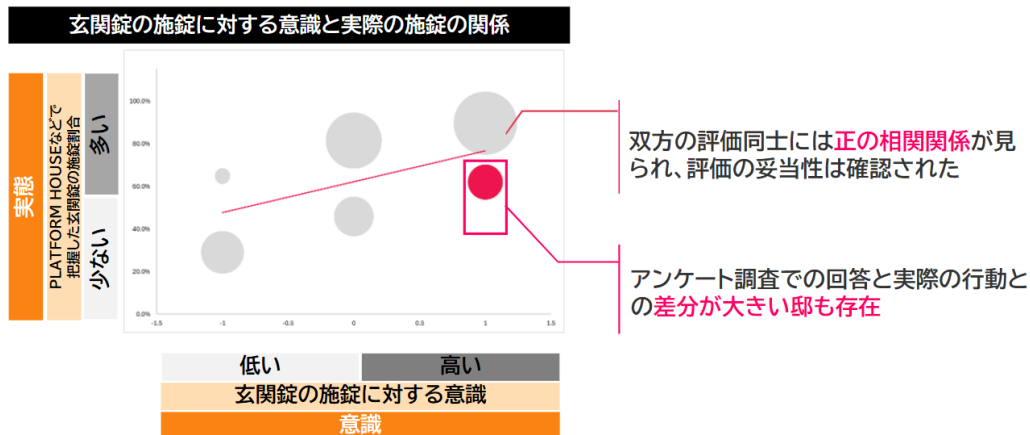 玄関錠の施錠に対する意識と実際の施錠の関係
実態
PLATFORM HOUSEなどで
把握した玄関錠の施錠割合
多い
少ない
100.0%
80.0%
60.0%
40.0%
20.0%
0.0%
-1.5
-1
-0.5
0
0.5
1
1.5
双方の評価同士には正の相関関係が見
られ、評価の妥当性は確認された
アンケート調査での回答と実際の行動と
の差分が大きい邸も存在
低い
高い
玄関錠の施錠に対する意識
意識